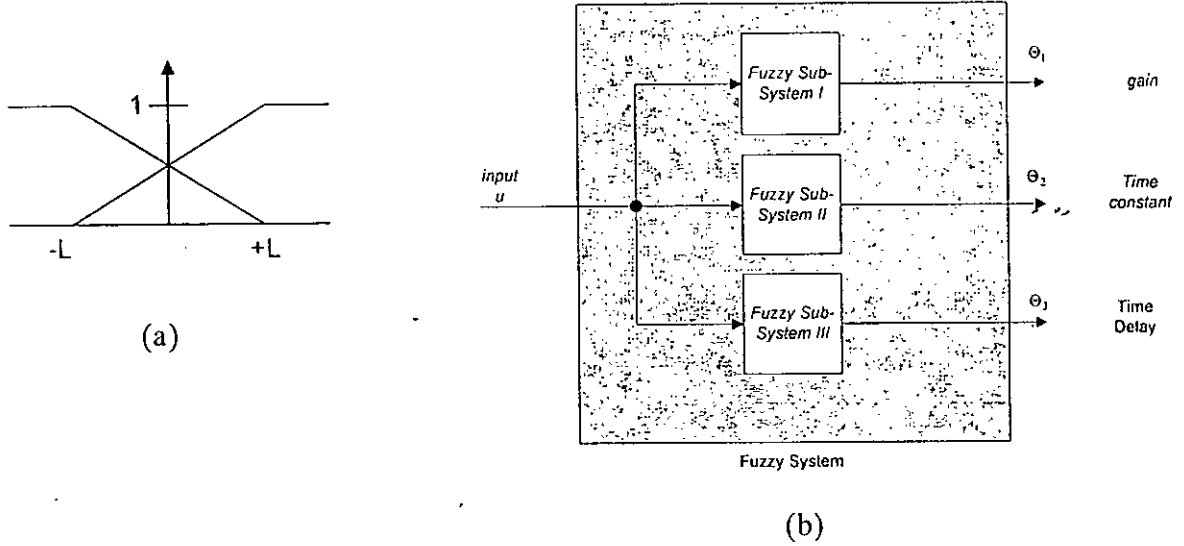 1
-L
+L
(a)
input
u
Fuzzy Sub-
System I
Fuzzy Sub-
System II
Fuzzy Sub-
System III
Θ₁
gain
Θ₂
Time
constant
Θ₃
Time
Delay
Fuzzy System
(b)